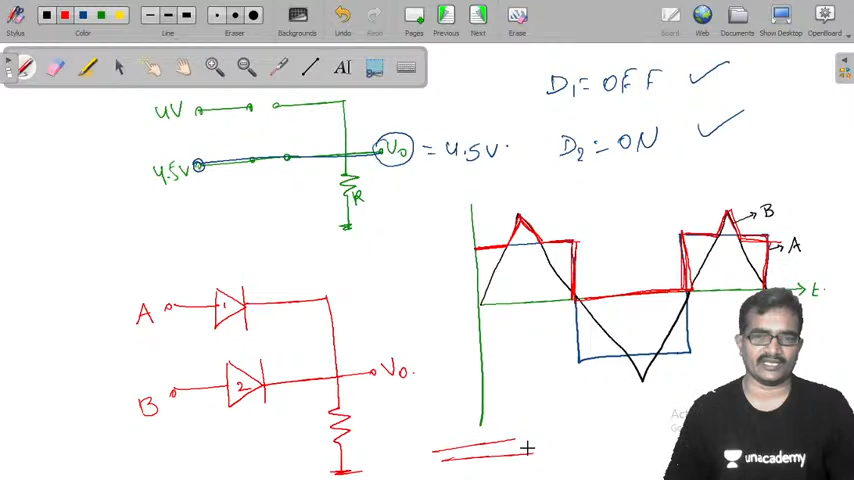 Stylus
Color
Line
Eraser
Backgrounds
Undo
Redo
Pages
Previous
Next
Erase
Board
Web
Documents
Show Desktop
OpenBoard
D1= OFF
4V
4.5V
V0 = 4.5V.
D2 = ON
R
B
A
t.
A
1
B
2
V0.
unacademy